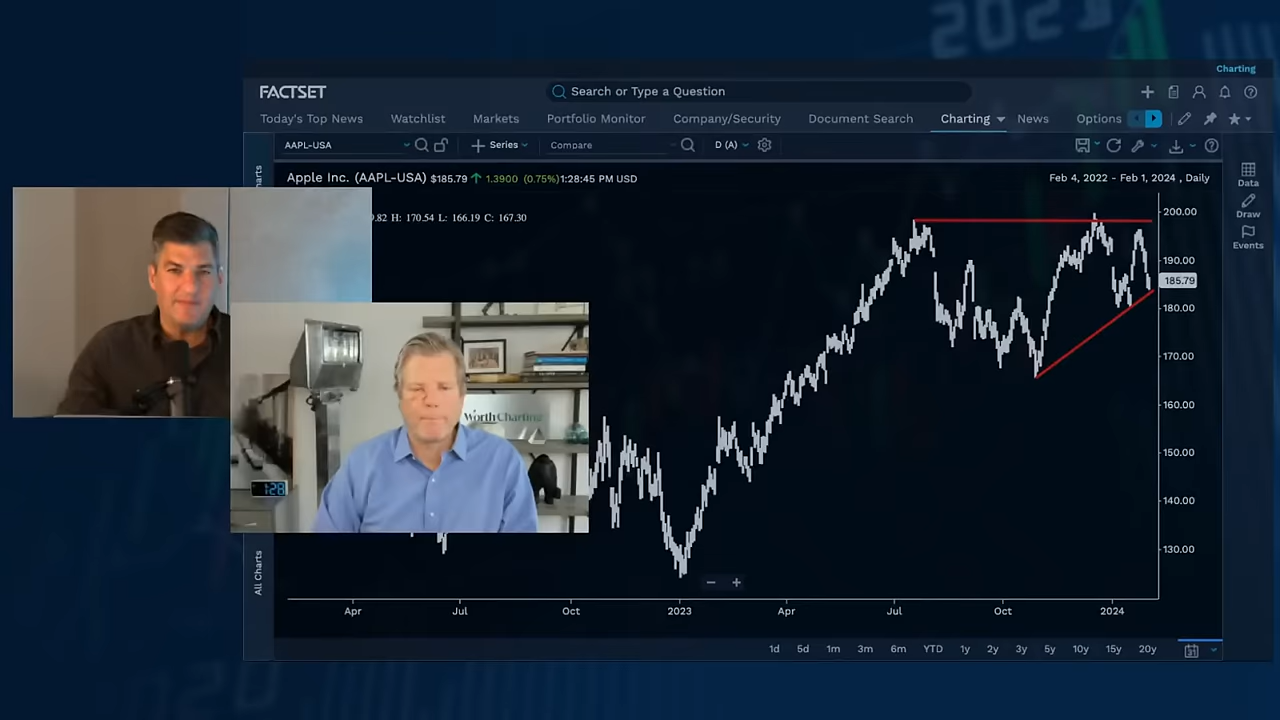 2021
Charting
FACTSET
Search or Type a Question
Today's Top News Watchlist Markets Portfolio Monitor Company/Security Document Search Charting News Options
AAPL-USA Series Compare D (A)
Apple Inc. (AAPL-USA) $185.79 1.3900 (0.75%) 1:28:45 PM USD
Feb 4, 2022 - Feb 1, 2024 , Daily
Data
Draw
Events
.82 H: 170.54 L: 166.19 C: 167.30
200.00
190.00
185.79
180.00
170.00
160.00
150.00
140.00
130.00
Worth Charting
1:28
All Charts
Apr Jul Oct 2023 Apr Jul Oct 2024
1d 5d 1m 3m 6m YTD 1y 2y 3y 5y 10y 15y 20y
31